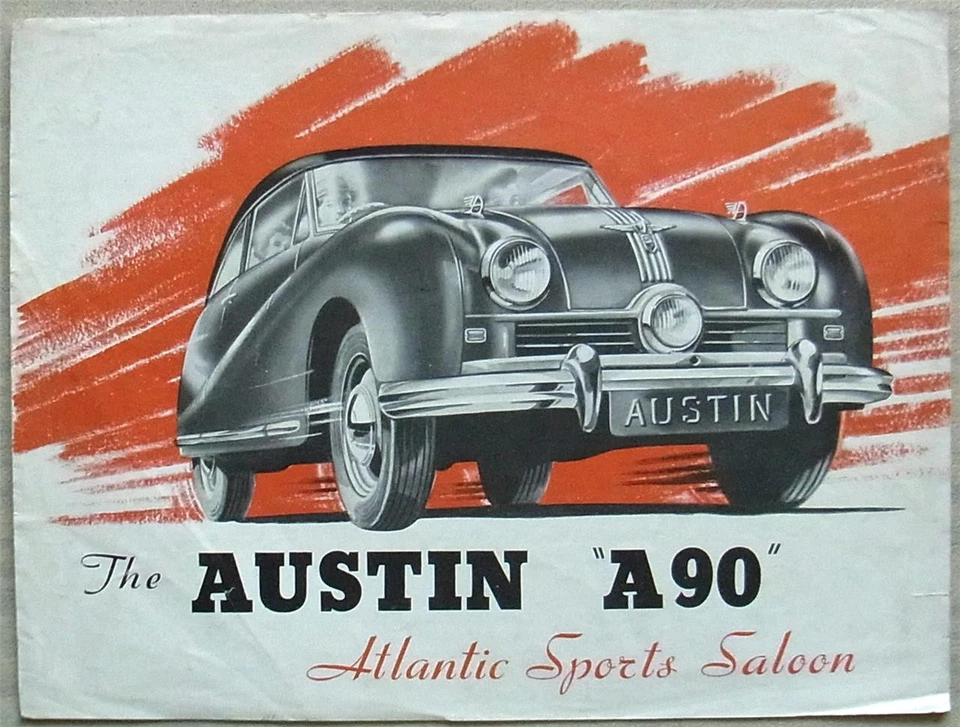 AUSTIN
The AUSTIN "A90"
Atlantic Sports Saloon